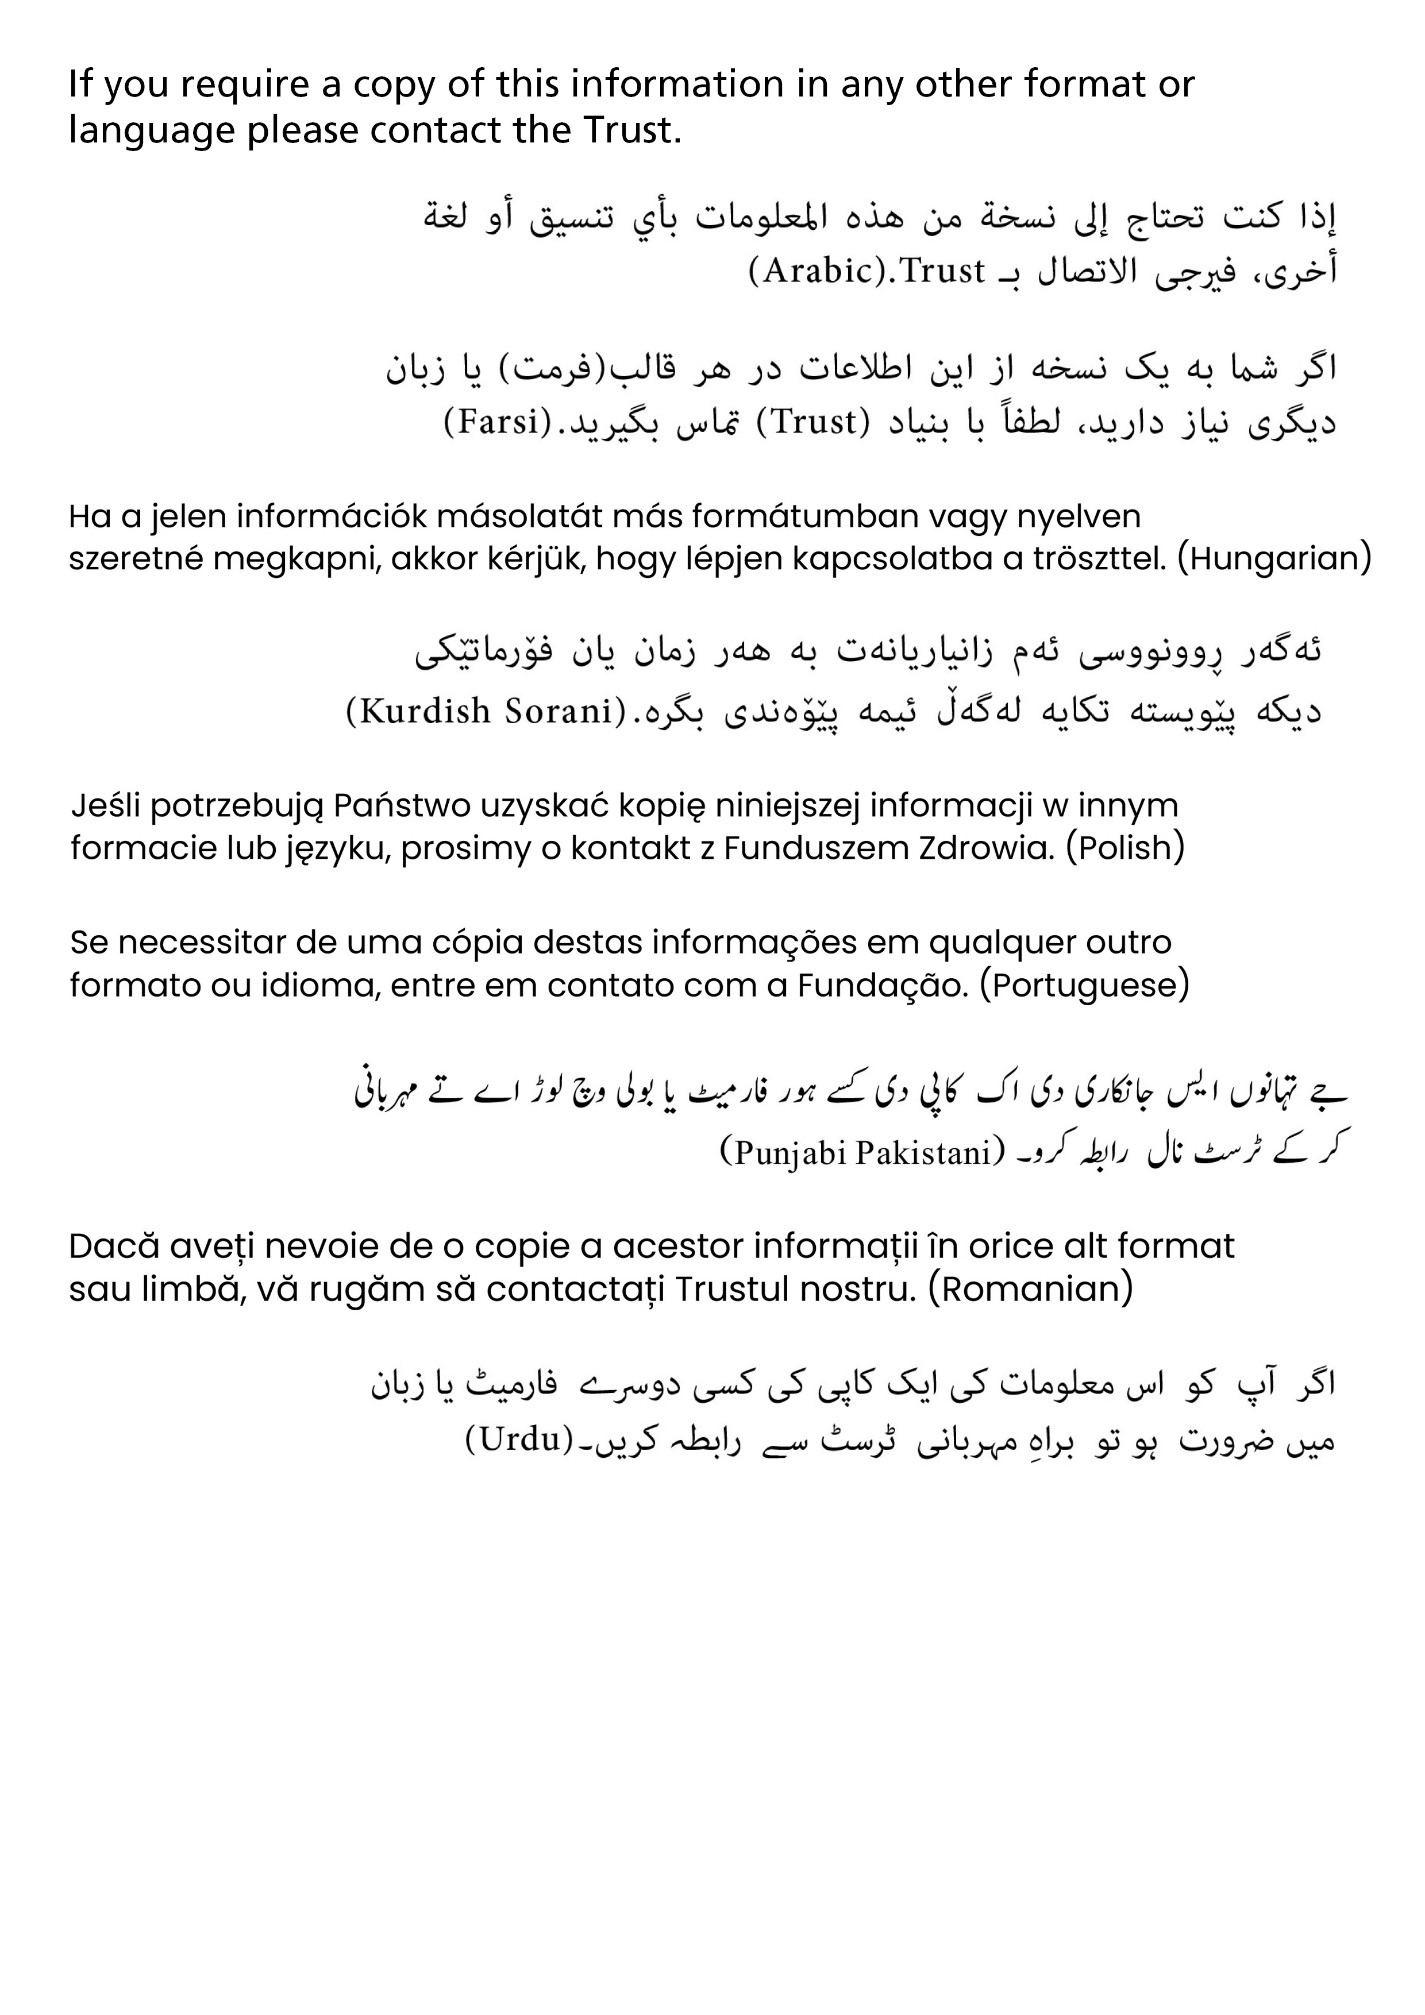 If you require a copy of this information in any other format or
language please contact the Trust.
إذا كنت تحتاج إلى نسخة من هذه المعلومات بأي تنسيق أو لغة
أخرى، فيرجى الاتصال بـ Trust.(Arabic)
اگر شما به یک نسخه از این اطلاعات در هر قالب(فرمت) یا زبان
دیگری نیاز دارید، لطفاً با بنیاد (Trust) تماس بگیرید.(Farsi)
Ha a jelen információk másolatát más formátumban vagy nyelven
szeretné megkapni, akkor kérjük, hogy lépjen kapcsolatba a trösszttel. (Hungarian)
ئەگەر ڕوونووسی ئەم زانیاریانەت بە هەر زمان یان فۆرماتێکی
دیکە پێویستە تکایە لەگەڵ ئیمە پێۆەندی بگرە.(Kurdish Sorani)
Jeśli potrzebują Państwo uzyskać kopię niniejszej informacji w innym
formacie lub języku, prosimy o kontakt z Funduszem Zdrowia. (Polish)
Se necessitar de uma cópia destas informações em qualquer outro
formato ou idioma, entre em contato com a Fundação. (Portuguese)
جے تہانوں ایس جانکاری دی اک کاپی دی کسے ہور فارمیٹ یا بولی وچ لوڑ اے تے مہربانی
کر کے ٹرسٹ نال رابطہ کرو۔ (Punjabi Pakistani)
Dacă aveți nevoie de o copie a acestor informații în orice alt format
sau limbă, vă rugăm să contactați Trustul nostru. (Romanian)
اگر آپ کو اس معلومات کی ایک کاپی کی کسی دوسرے فارمیٹ یا زبان
میں ضرورت ہو تو براہِ مہربانی ٹرسٹ سے رابطہ کریں۔(Urdu)